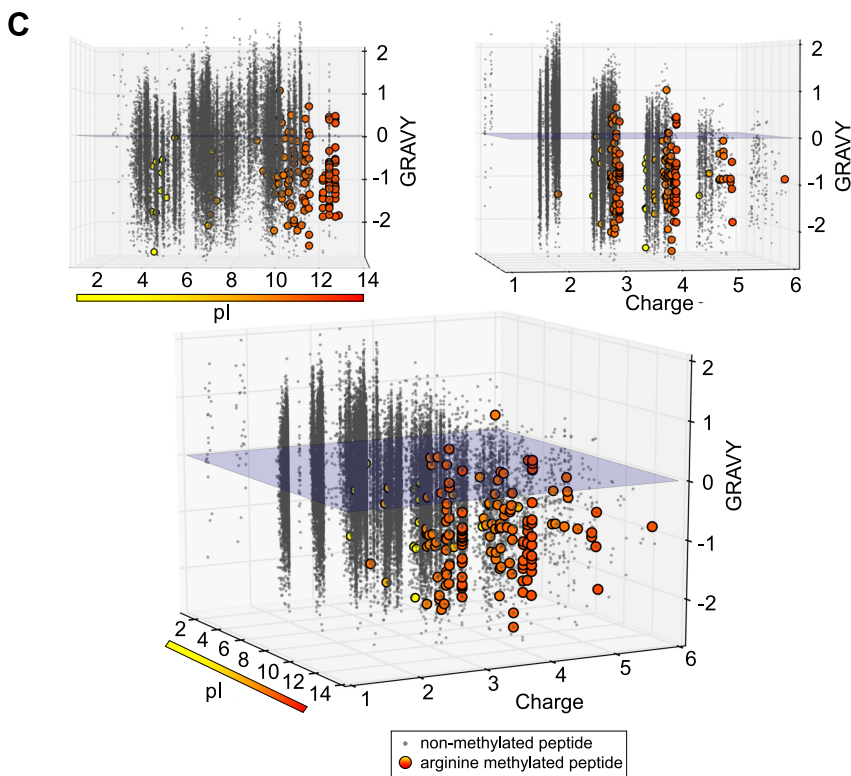 C
2
1
0
-1
-2
GRAVY
2 4 6 8 10 12 14
pI
2
1
0
-1
-2
GRAVY
1 2 3 4 5 6
Charge -
2
1
0
-1
-2
GRAVY
2 4 6 8 10 12 14
pI
1 2 3 4 5 6
Charge
non-methylated peptide
arginine methylated peptide